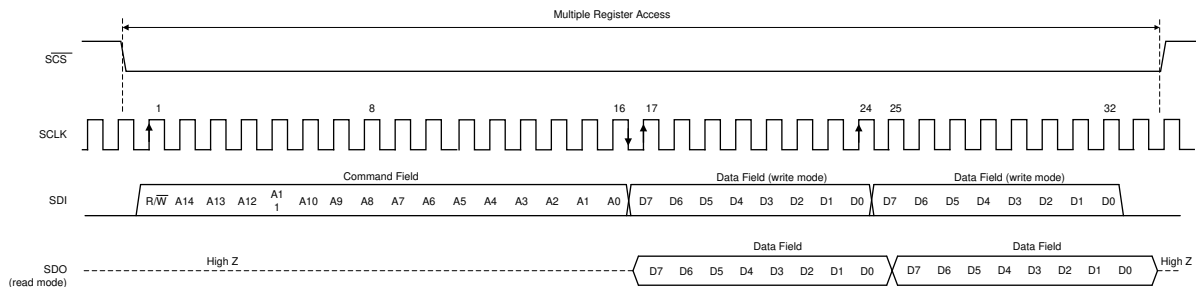 Multiple Register Access
SCS
1 8 16 17 24 25 32
SCLK
Command Field Data Field (write mode) Data Field (write mode)
SDI R/W A14 A13 A12 A1 A10 A9 A8 A7 A6 A5 A4 A3 A2 A1 A0 D7 D6 D5 D4 D3 D2 D1 D0 D7 D6 D5 D4 D3 D2 D1 D0
1
Data Field Data Field
High Z High Z
SDO D7 D6 D5 D4 D3 D2 D1 D0 D7 D6 D5 D4 D3 D2 D1 D0
(read mode)